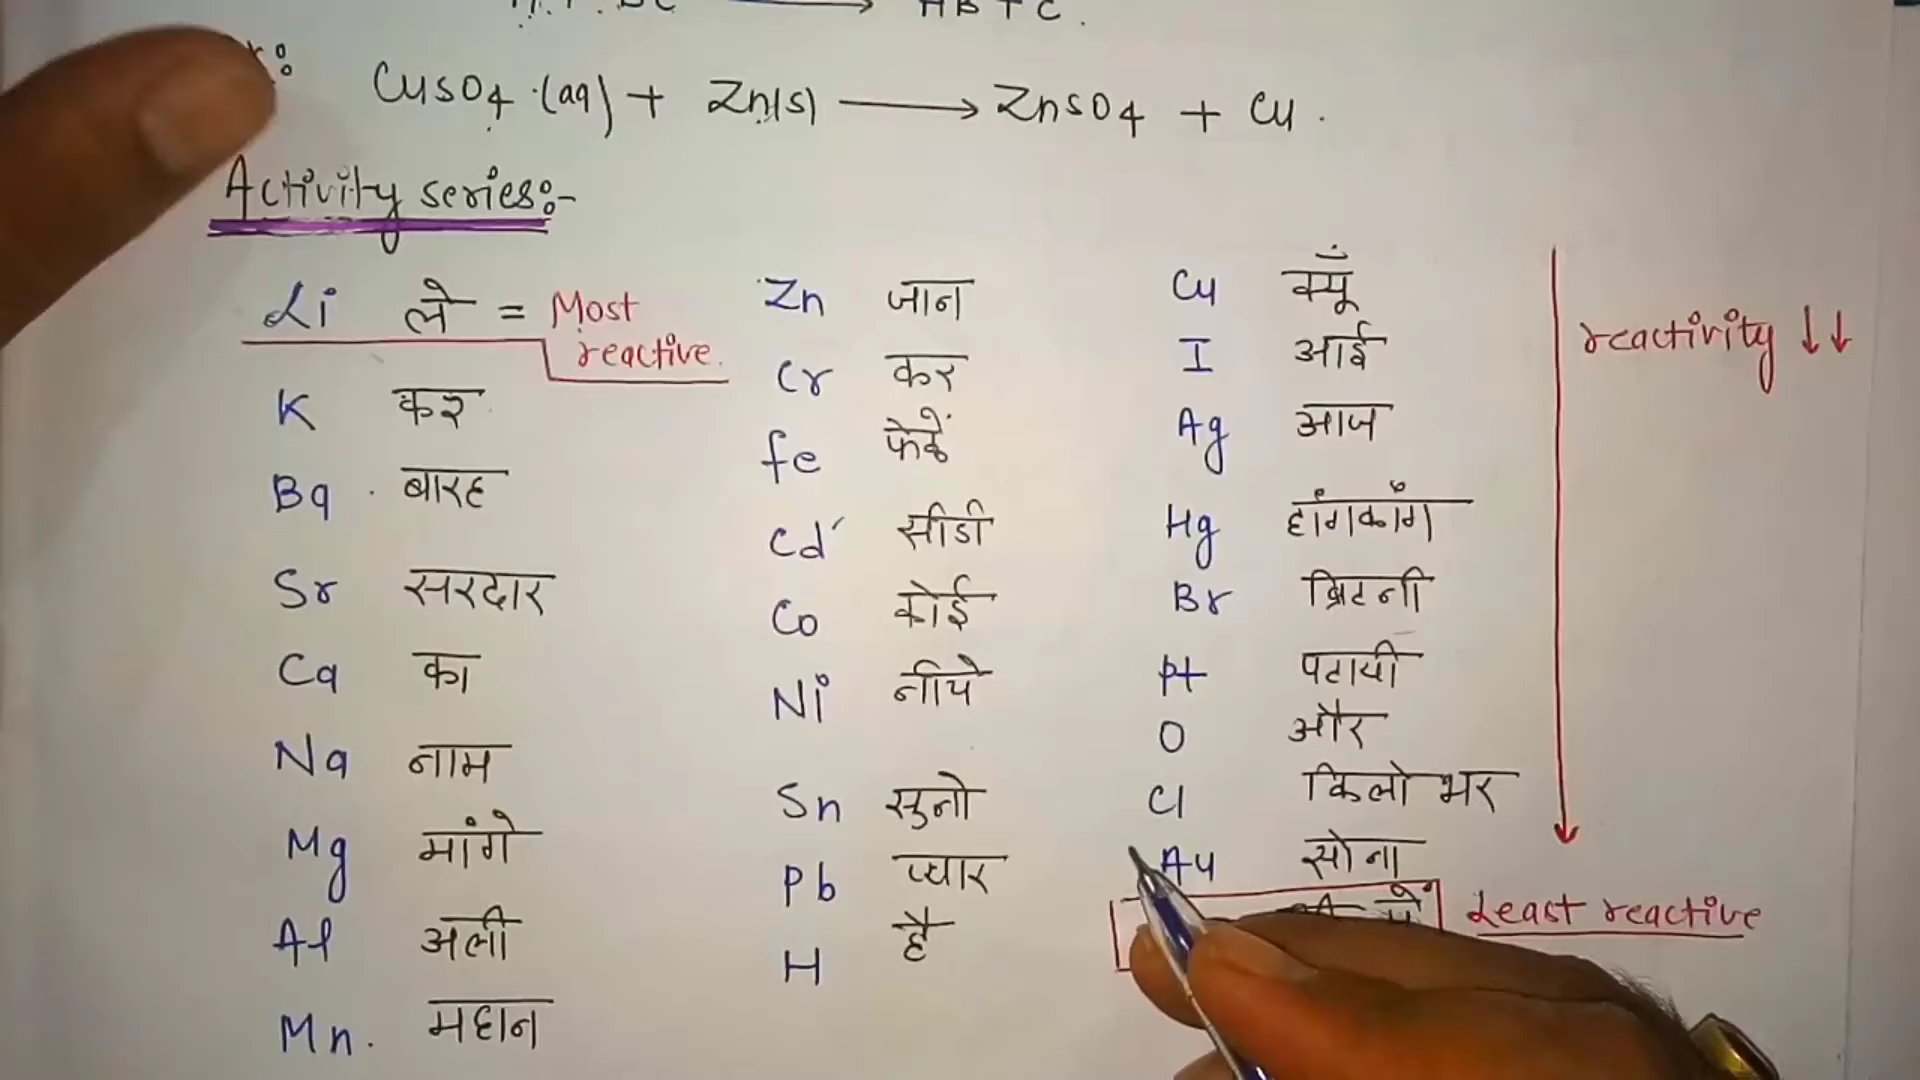 HBTC.
CuSO4.(aq) + Zn(s) ⟶ ZnSO4 + Cu.
Activity series:-
Li ले = Most reactive.
K कर
Ba बारह
Sr सरदार
Ca का
Na नाम
Mg मांगे
Al अली
Mn. महान
Zn जान
Cr कर
fe फेकें
Cd सीडी
Co कोई
Ni नीये
Sn सुनो
Pb प्यार
H है
Cu क्यूँ
I आई
Ag आज
Hg हांगकांग
Br ब्रिटनी
Pt पटायी
O और
Cl किलो भर
Au सोना
Least reactive
reactivity ↓↓